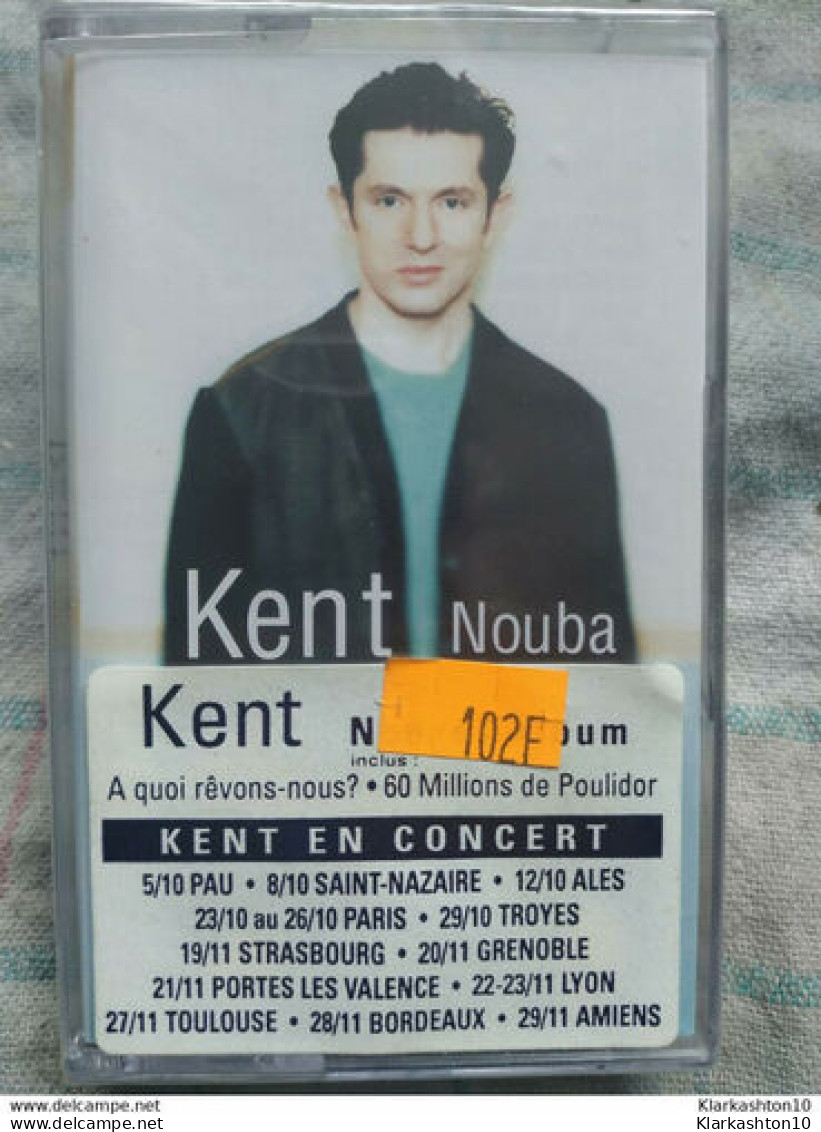 Kent Nouba
Kent
102F
inclus :
A quoi rêvons-nous? • 60 Millions de Poulidor
KENT EN CONCERT
5/10 PAU • 8/10 SAINT-NAZAIRE • 12/10 ALES
23/10 au 26/10 PARIS • 29/10 TROYES
19/11 STRASBOURG • 20/11 GRENOBLE
21/11 PORTES LES VALENCE • 22-23/11 LYON
27/11 TOULOUSE • 28/11 BORDEAUX • 29/11 AMIENS
www.delcampe.net Klarkashton10
www.delcampe.net Klarkashton10